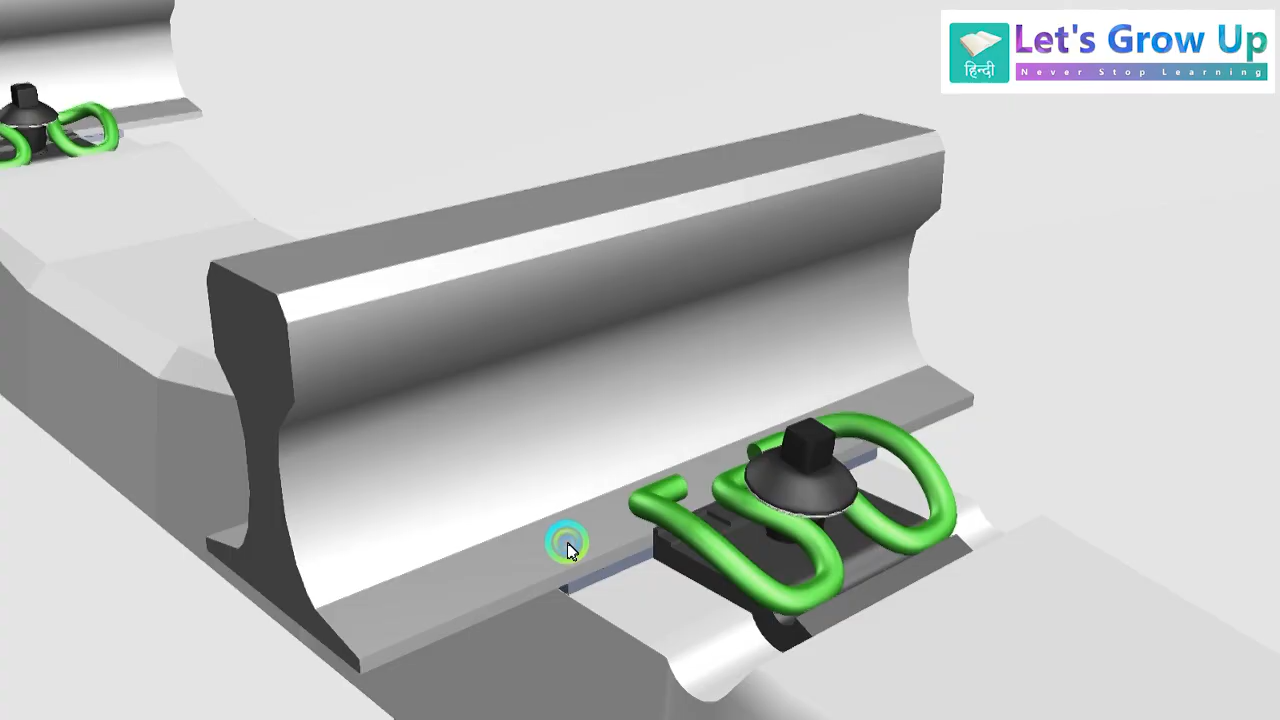 Let's Grow Up
हिन्दी
Never Stop Learning